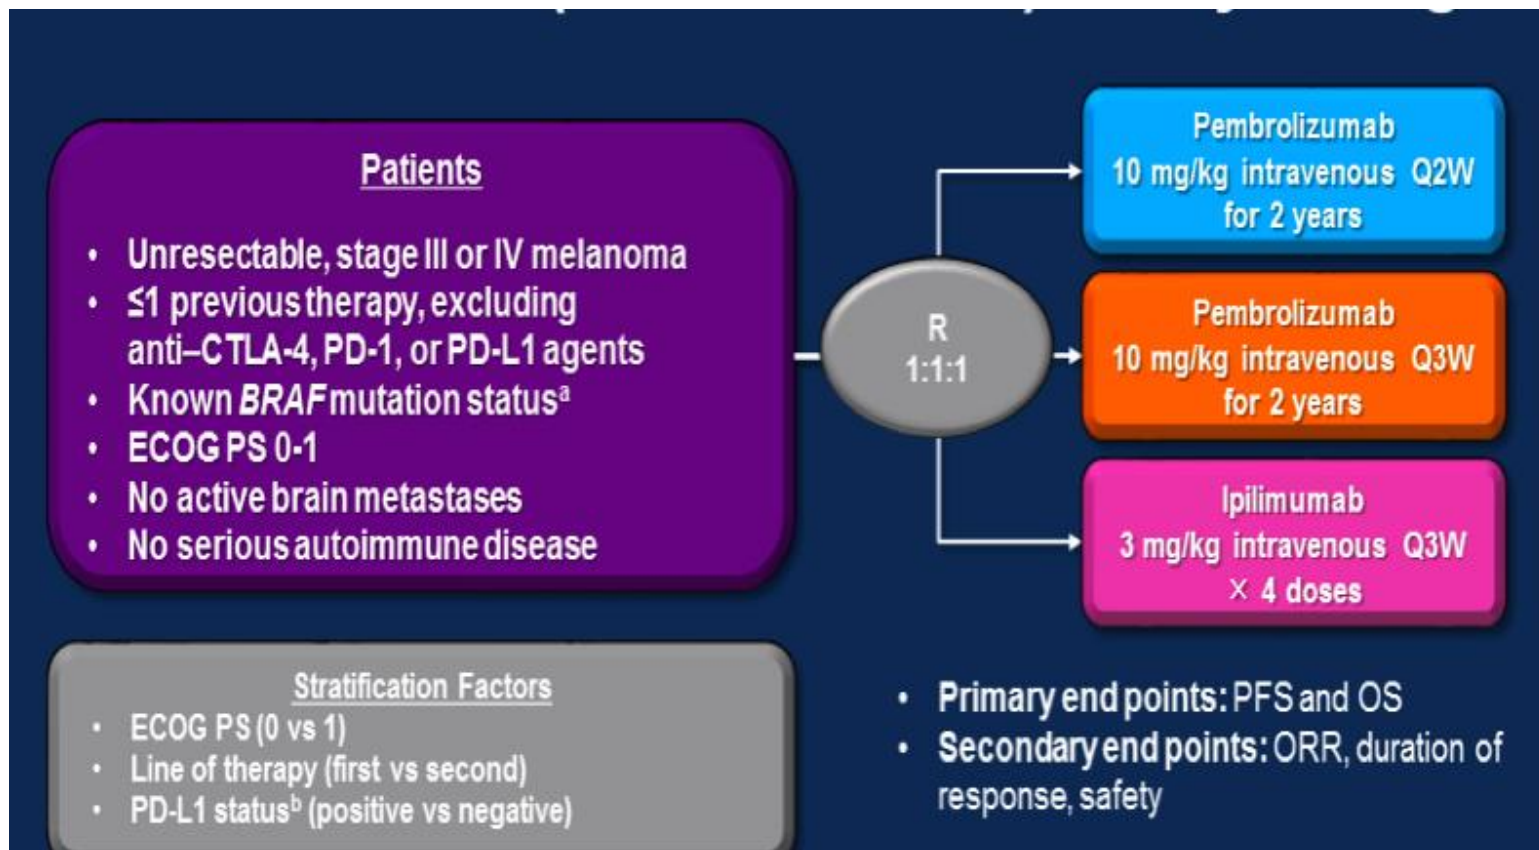 Patients
• Unresectable, stage III or IV melanoma
• ≤1 previous therapy, excluding
anti–CTLA-4, PD-1, or PD-L1 agents
• Known BRAF mutation statusᵃ
• ECOG PS 0-1
• No active brain metastases
• No serious autoimmune disease
R
1:1:1
Pembrolizumab
10 mg/kg intravenous Q2W
for 2 years
Pembrolizumab
10 mg/kg intravenous Q3W
for 2 years
Ipilimumab
3 mg/kg intravenous Q3W
× 4 doses
Stratification Factors
• ECOG PS (0 vs 1)
• Line of therapy (first vs second)
• PD-L1 statusᵇ (positive vs negative)
• Primary end points: PFS and OS
• Secondary end points: ORR, duration of
response, safety